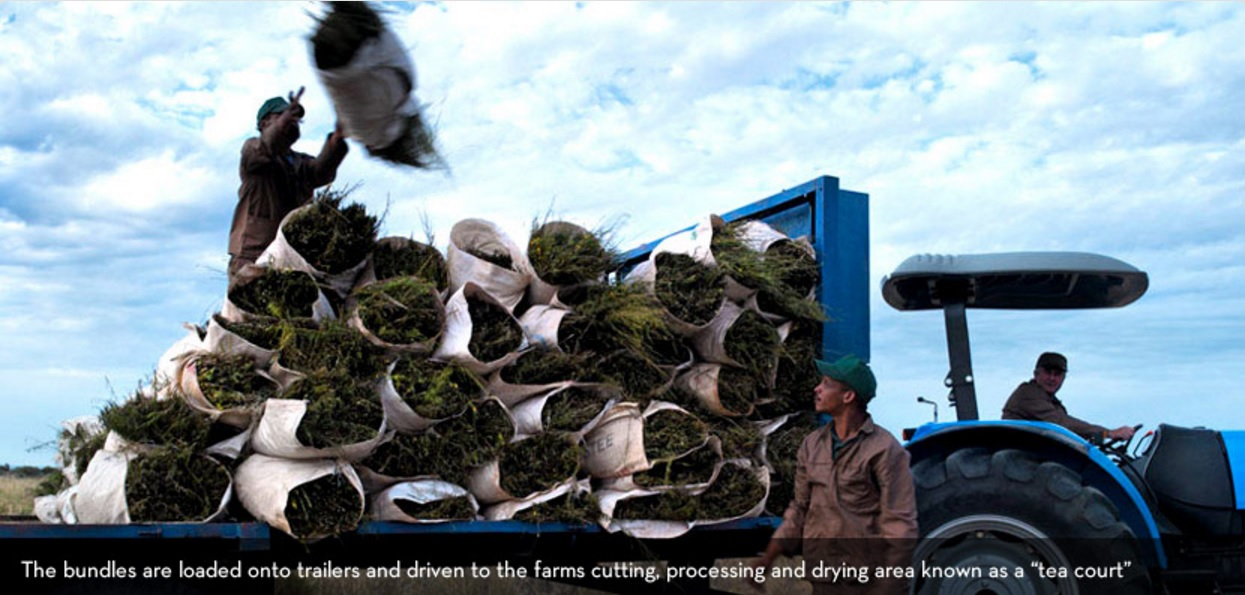 TEE
The bundles are loaded onto trailers and driven to the farms cutting, processing and drying area known as a “tea court”